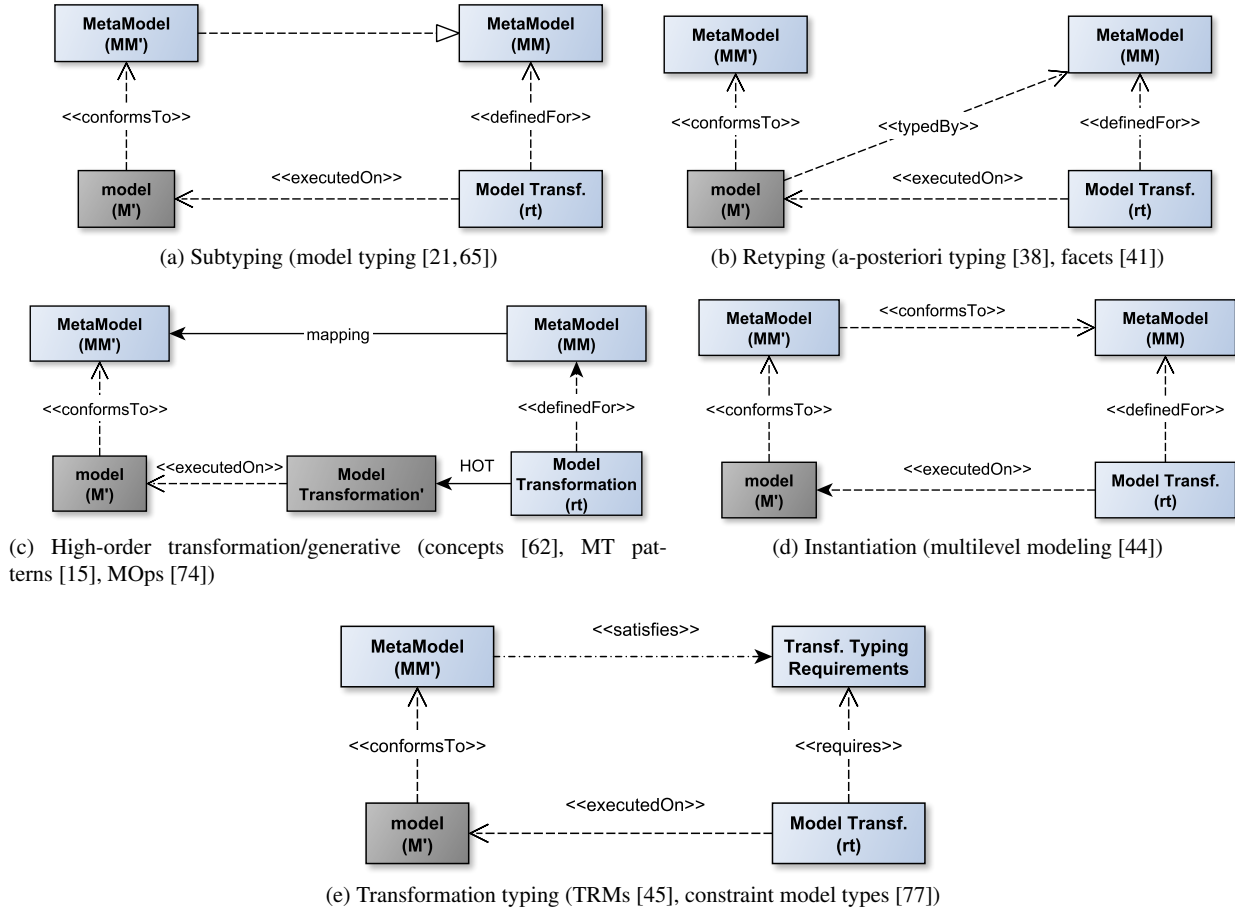 MetaModel
(MM')
MetaModel
(MM)
<<conformsTo>>
<<definedFor>>
model
(M')
<<executedOn>>
Model Transf.
(rt)
(a) Subtyping (model typing [21,65])
MetaModel
(MM')
MetaModel
(MM)
<<conformsTo>>
<<typedBy>>
<<definedFor>>
model
(M')
<<executedOn>>
Model Transf.
(rt)
(b) Retyping (a-posteriori typing [38], facets [41])
MetaModel
(MM')
mapping
MetaModel
(MM)
<<conformsTo>>
<<definedFor>>
model
(M')
<<executedOn>>
Model
Transformation'
HOT
Model
Transformation
(rt)
(c) High-order transformation/generative (concepts [62], MT pat-
terns [15], MOps [74])
MetaModel
(MM')
<<conformsTo>>
MetaModel
(MM)
<<conformsTo>>
<<definedFor>>
model
(M')
<<executedOn>>
Model Transf.
(rt)
(d) Instantiation (multilevel modeling [44])
MetaModel
(MM')
<<satisfies>>
Transf. Typing
Requirements
<<conformsTo>>
<<requires>>
model
(M')
<<executedOn>>
Model Transf.
(rt)
(e) Transformation typing (TRMs [45], constraint model types [77])